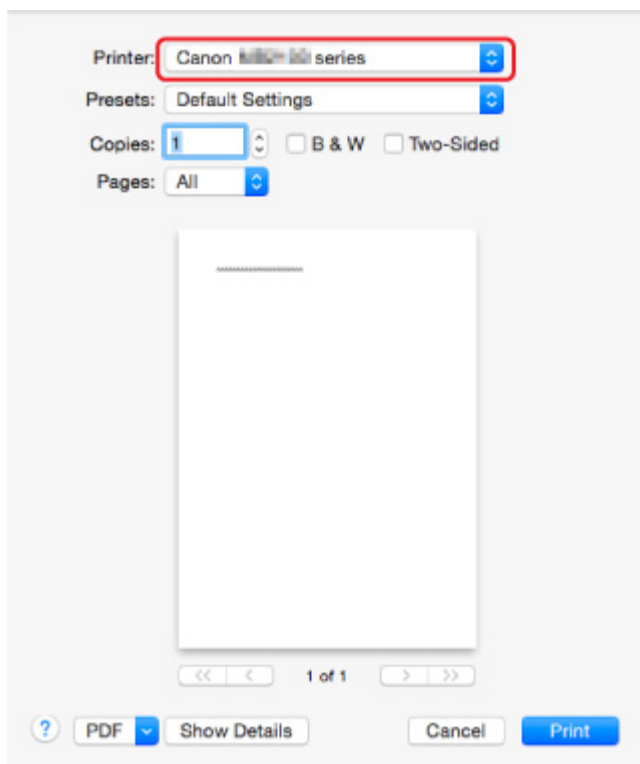 Printer: Canon series
Presets: Default Settings
Copies: 1 B & W Two-Sided
Pages: All
<< < 1 of 1 > >>
? PDF Show Details Cancel Print